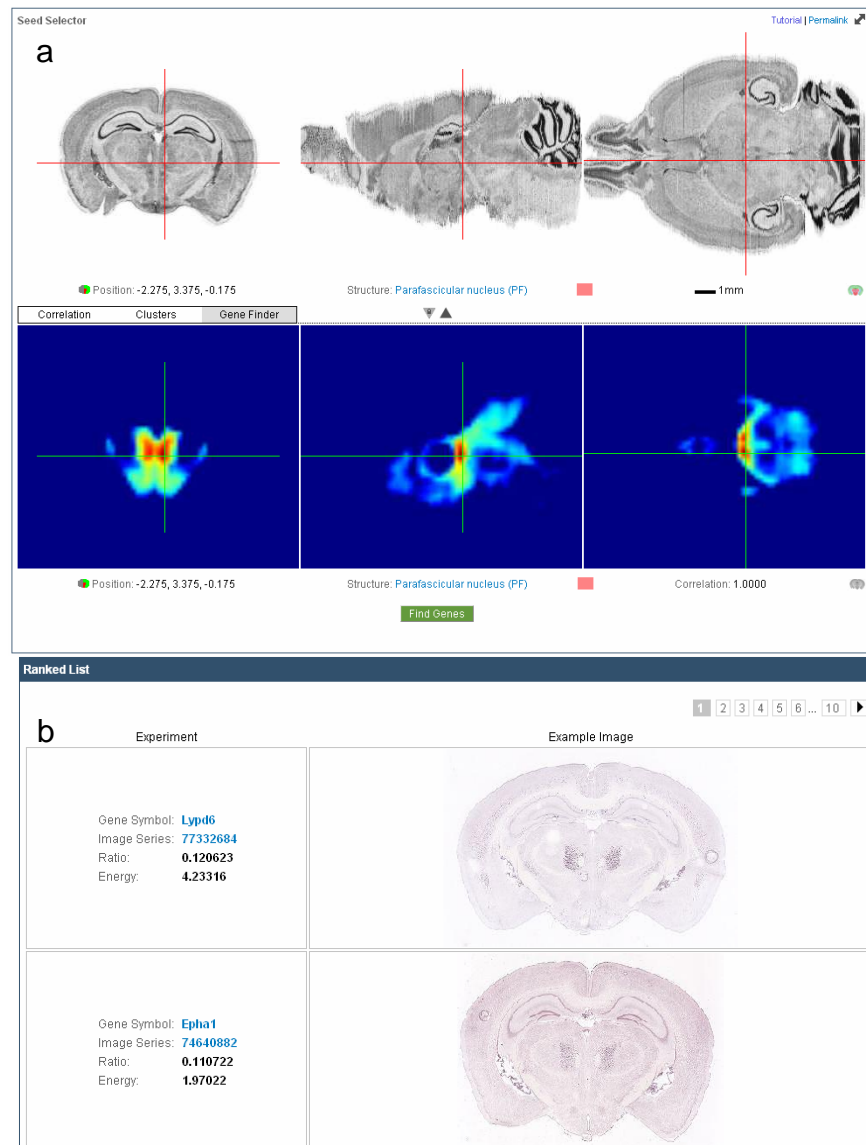 Seed Selector
Tutorial | Permalink
a
Position: -2.275, 3.375, -0.175
Structure: Parafascicular nucleus (PF)
1mm
Correlation
Clusters
Gene Finder
Position: -2.275, 3.375, -0.175
Structure: Parafascicular nucleus (PF)
Correlation: 1.0000
Find Genes
Ranked List
1 2 3 4 5 6 ... 10
b
Experiment
Example Image
Gene Symbol: Lypd6
Image Series: 77332684
Ratio: 0.120623
Energy: 4.23316
Gene Symbol: Epha1
Image Series: 74640882
Ratio: 0.110722
Energy: 1.97022